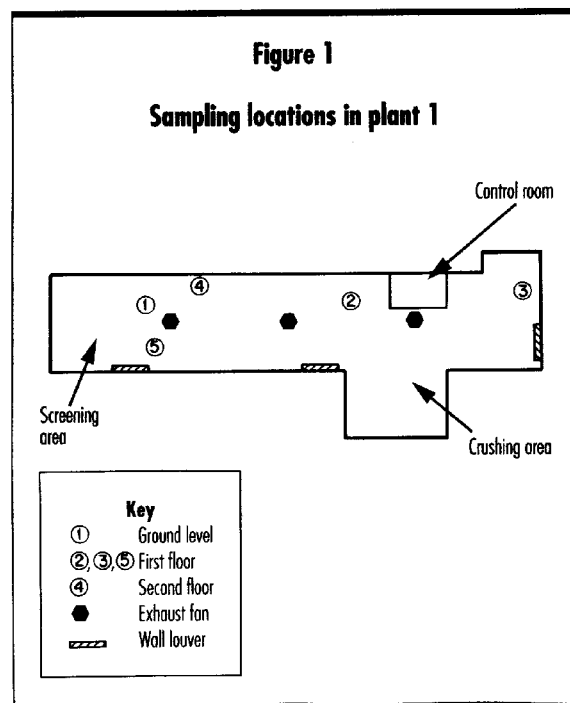 Figure 1
Sampling locations in plant 1
Control room
④
①
②
③
⑤
Screening
area
Crushing area
Key
① Ground level
②, ③, ⑤ First floor
④ Second floor
Exhaust fan
Wall louver